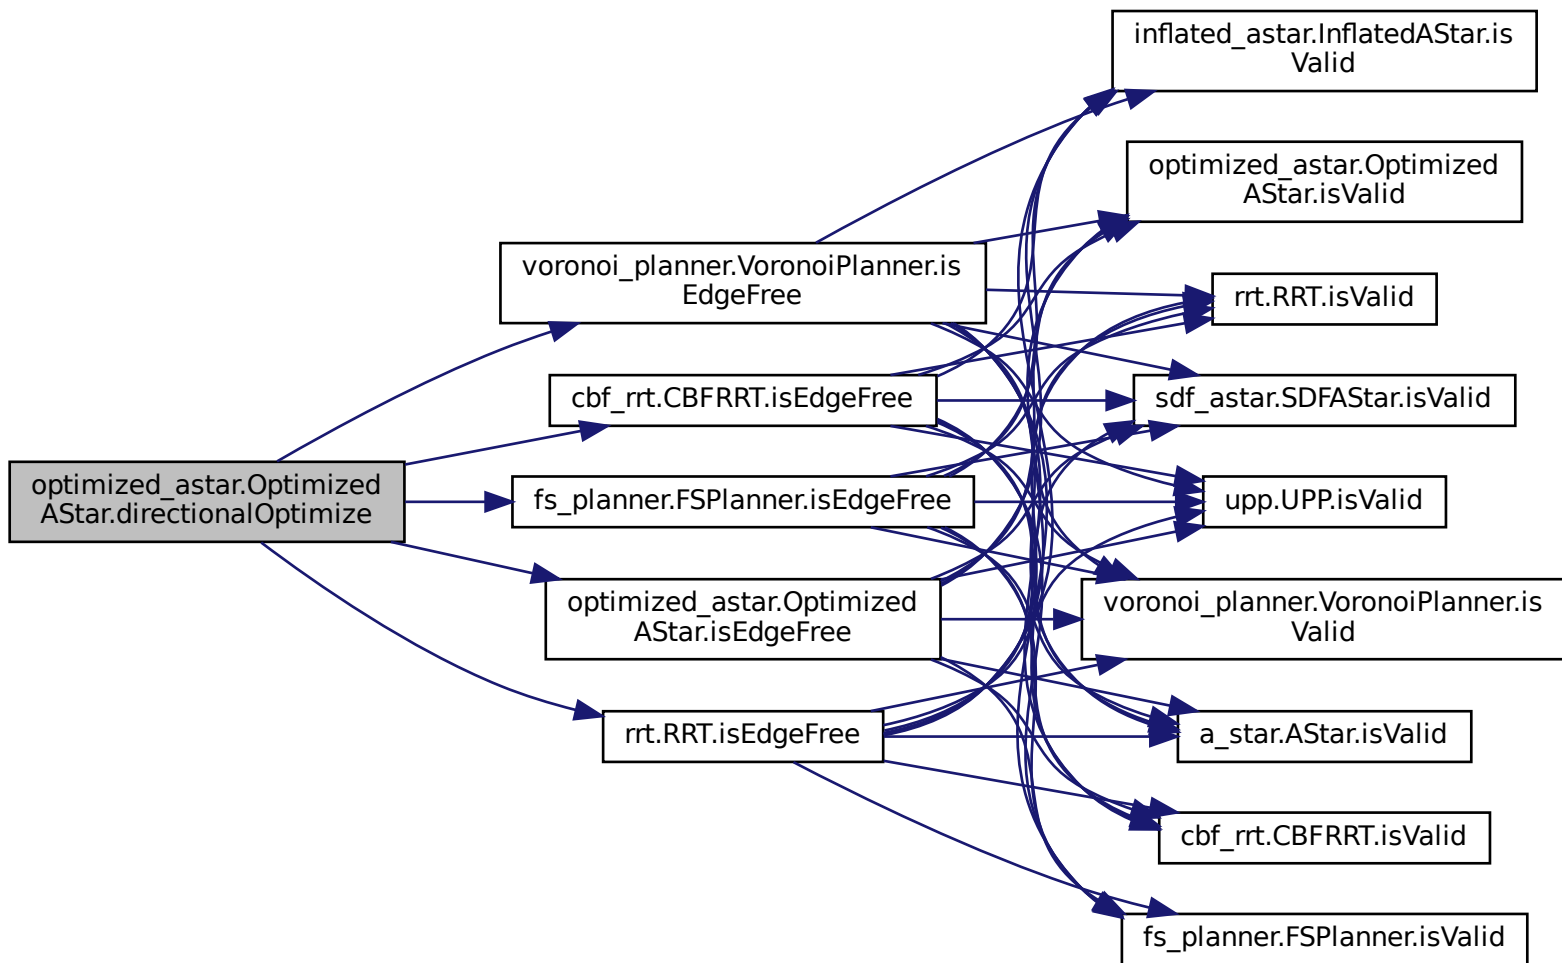 optimized_astar.Optimized
AStar.directionalOptimize
voronoi_planner.VoronoiPlanner.is
EdgeFree
cbf_rrt.CBFRRT.isEdgeFree
fs_planner.FSPlanner.isEdgeFree
optimized_astar.Optimized
AStar.isEdgeFree
rrt.RRT.isEdgeFree
inflated_astar.InflatedAStar.is
Valid
optimized_astar.Optimized
AStar.isValid
rrt.RRT.isValid
sdf_astar.SDFAStar.isValid
upp.UPP.isValid
voronoi_planner.VoronoiPlanner.is
Valid
a_star.AStar.isValid
cbf_rrt.CBFRRT.isValid
fs_planner.FSPlanner.isValid